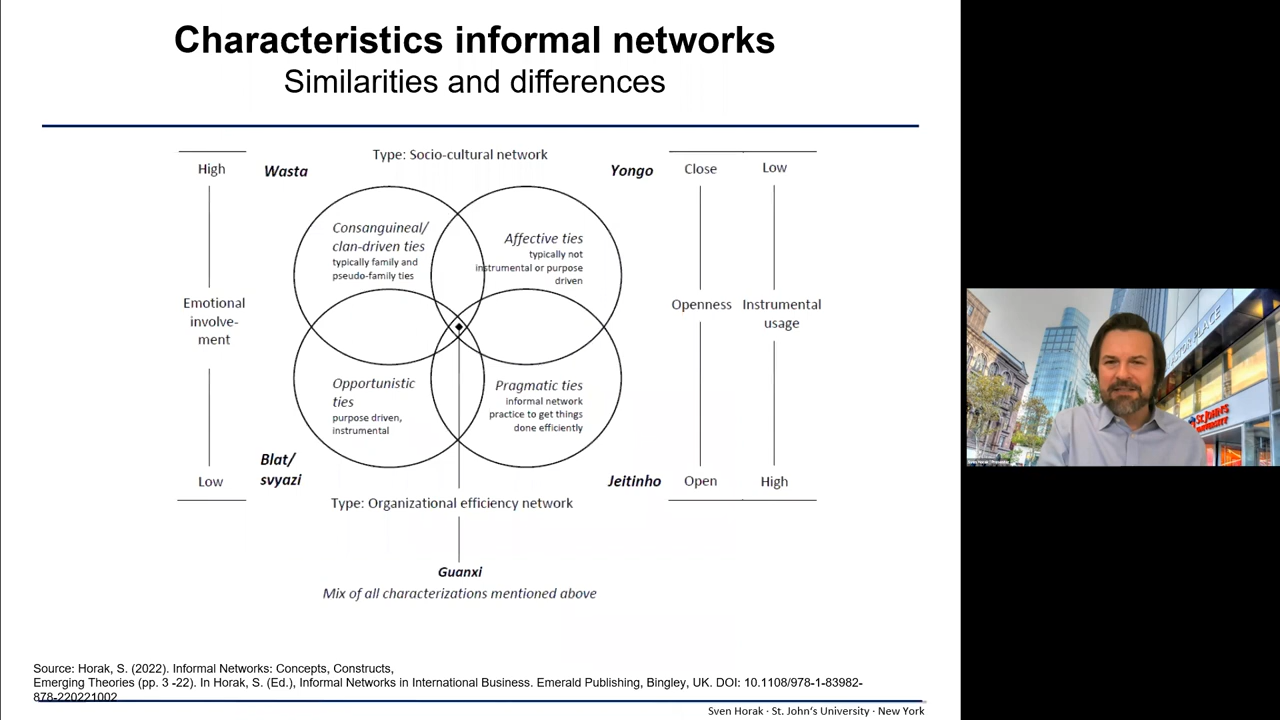 Characteristics informal networks
Similarities and differences
Type: Socio-cultural network
High
Wasta
Yongo
Close
Low
Consanguineal/
clan-driven ties
typically family and
pseudo-family ties
Affective ties
typically not
instrumental or purpose
driven
Emotional
involve-
ment
Openness
Instrumental
usage
Opportunistic
ties
purpose driven,
instrumental
Pragmatic ties
informal network
practice to get things
done efficiently
Blat/
svyazi
Low
Jeitinho
Open
High
Type: Organizational efficiency network
Guanxi
Mix of all characterizations mentioned above
Source: Horak, S. (2022). Informal Networks: Concepts, Constructs,
Emerging Theories (pp. 3 -22). In Horak, S. (Ed.), Informal Networks in International Business. Emerald Publishing, Bingley, UK. DOI: 10.1108/978-1-83982-
878-220221002
Sven Horak · St. John's University · New York
ASTOR PLACE
ST. JOHN'S
UNIVERSITY